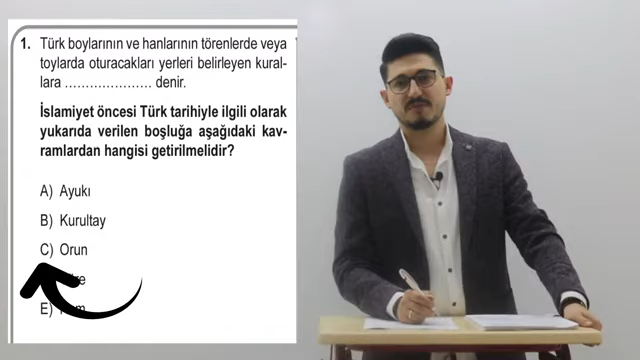 1. Türk boylarının ve hanlarının törenlerde veya
toylarda oturacakları yerleri belirleyen kural-
lara ..................... denir.
İslamiyet öncesi Türk tarihiyle ilgili olarak
yukarıda verilen boşluğa aşağıdaki kav-
ramlardan hangisi getirilmelidir?
A) Ayukı
B) Kurultay
C) Orun
E)